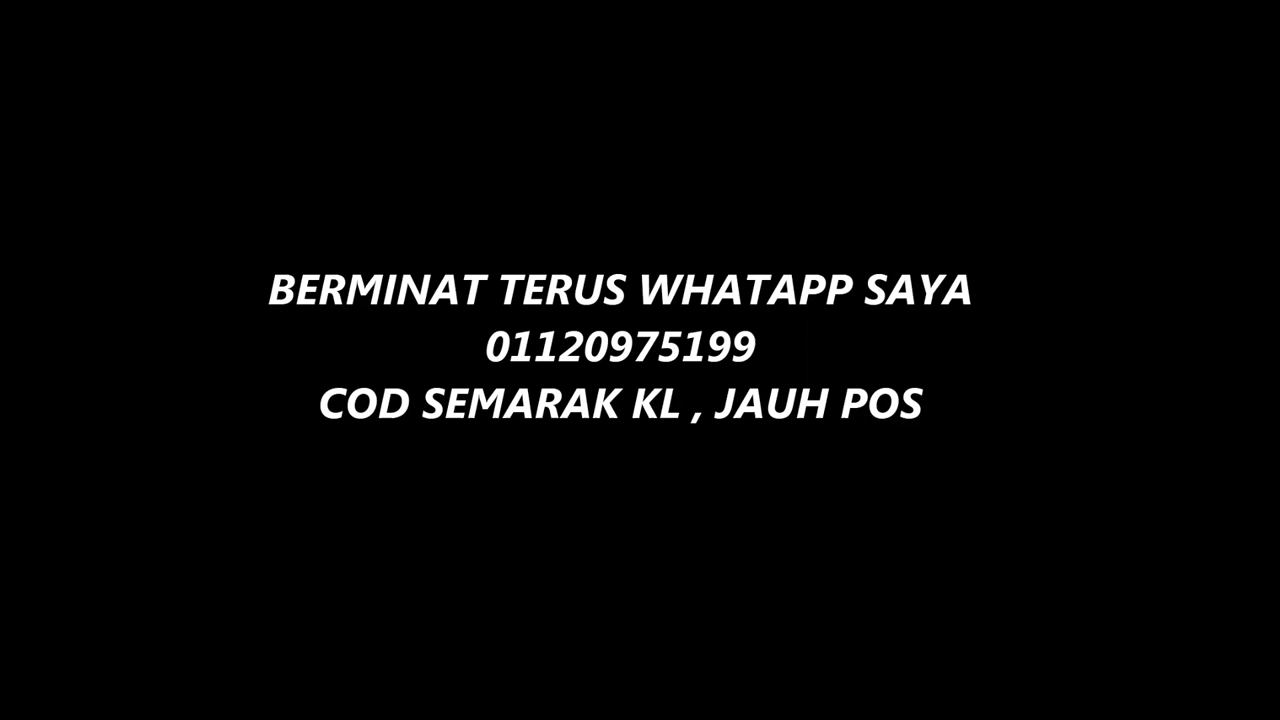 BERMINAT TERUS WHATAPP SAYA
01120975199
COD SEMARAK KL , JAUH POS